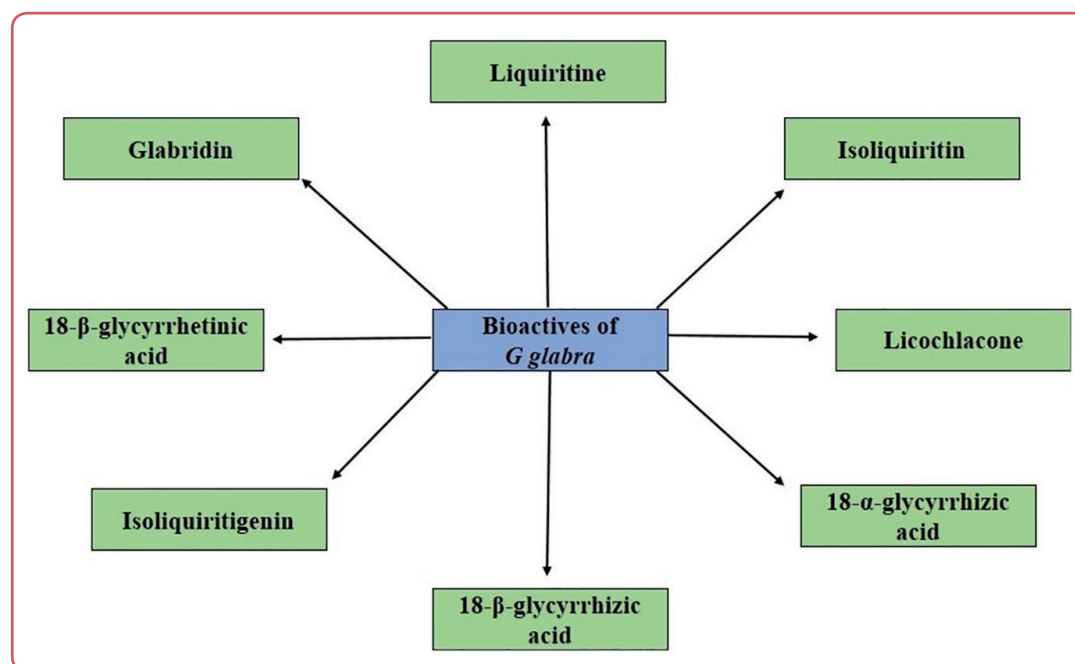 Liquiritine
Glabridin
Isoliquiritin
18-β-glycyrrhetinic
acid
Bioactives of
G glabra
Licochlacone
Isoliquiritigenin
18-α-glycyrrhizic
acid
18-β-glycyrrhizic
acid